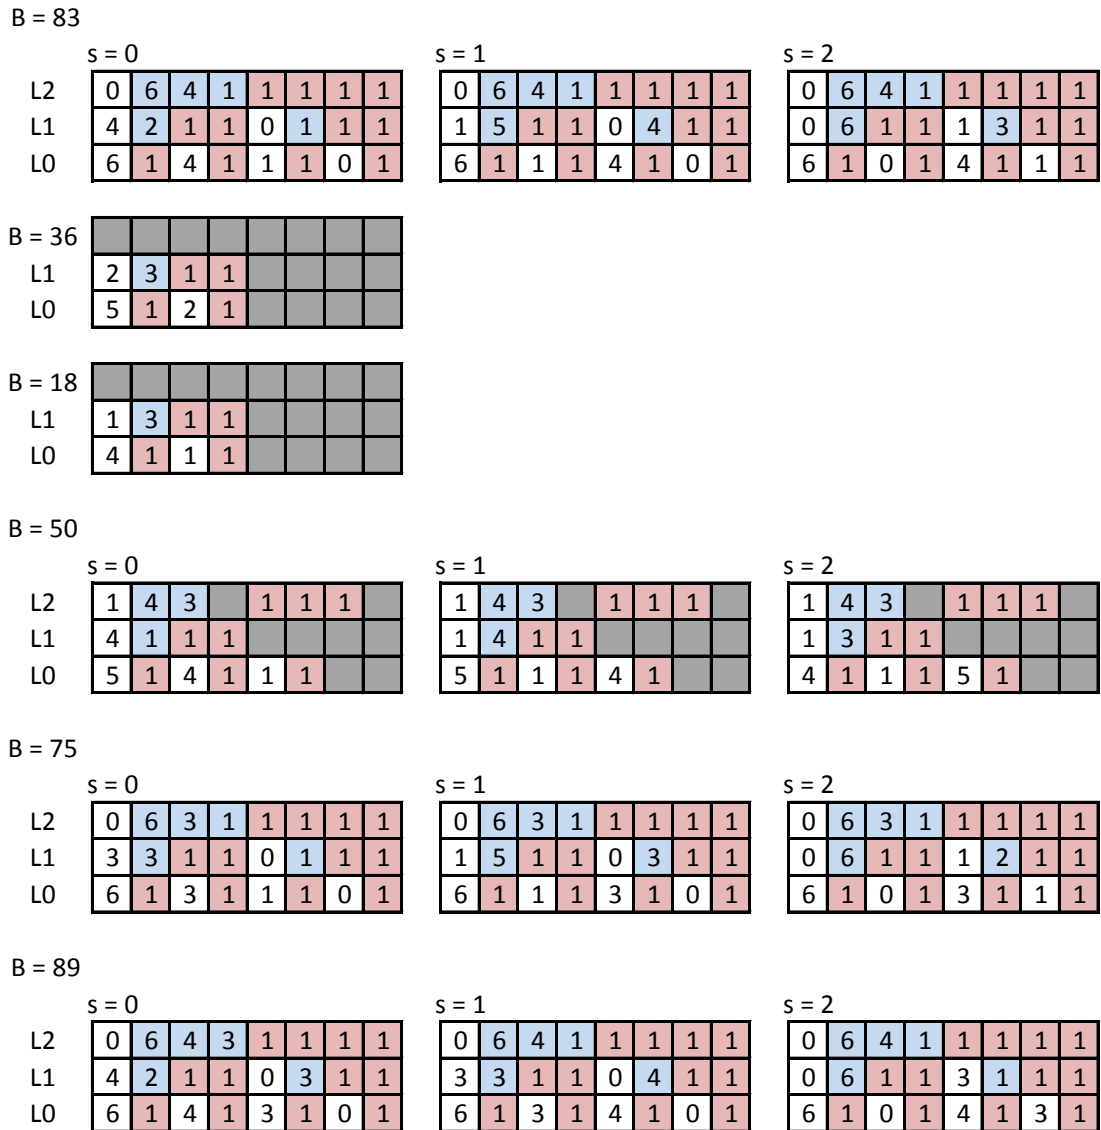 B = 83
s = 0 s = 1 s = 2
L2 0 6 4 1 1 1 1 1 0 6 4 1 1 1 1 1 0 6 4 1 1 1 1 1
L1 4 2 1 1 0 1 1 1 1 5 1 1 0 4 1 1 0 6 1 1 1 3 1 1
L0 6 1 4 1 1 1 0 1 6 1 1 1 4 1 0 1 6 1 0 1 4 1 1 1
B = 36
L1 2 3 1 1
L0 5 1 2 1
B = 18
L1 1 3 1 1
L0 4 1 1 1
B = 50
s = 0 s = 1 s = 2
L2 1 4 3 1 1 1 1 4 3 1 1 1 1 4 3 1 1 1
L1 4 1 1 1 1 4 1 1 1 3 1 1
L0 5 1 4 1 1 1 5 1 1 1 4 1 4 1 1 1 5 1
B = 75
s = 0 s = 1 s = 2
L2 0 6 3 1 1 1 1 1 0 6 3 1 1 1 1 1 0 6 3 1 1 1 1 1
L1 3 3 1 1 0 1 1 1 1 5 1 1 0 3 1 1 0 6 1 1 1 2 1 1
L0 6 1 3 1 1 1 0 1 6 1 1 1 3 1 0 1 6 1 0 1 3 1 1 1
B = 89
s = 0 s = 1 s = 2
L2 0 6 4 3 1 1 1 1 0 6 4 1 1 1 1 1 0 6 4 1 1 1 1 1
L1 4 2 1 1 0 3 1 1 3 3 1 1 0 4 1 1 0 6 1 1 3 1 1 1
L0 6 1 4 1 3 1 0 1 6 1 3 1 4 1 0 1 6 1 0 1 4 1 3 1